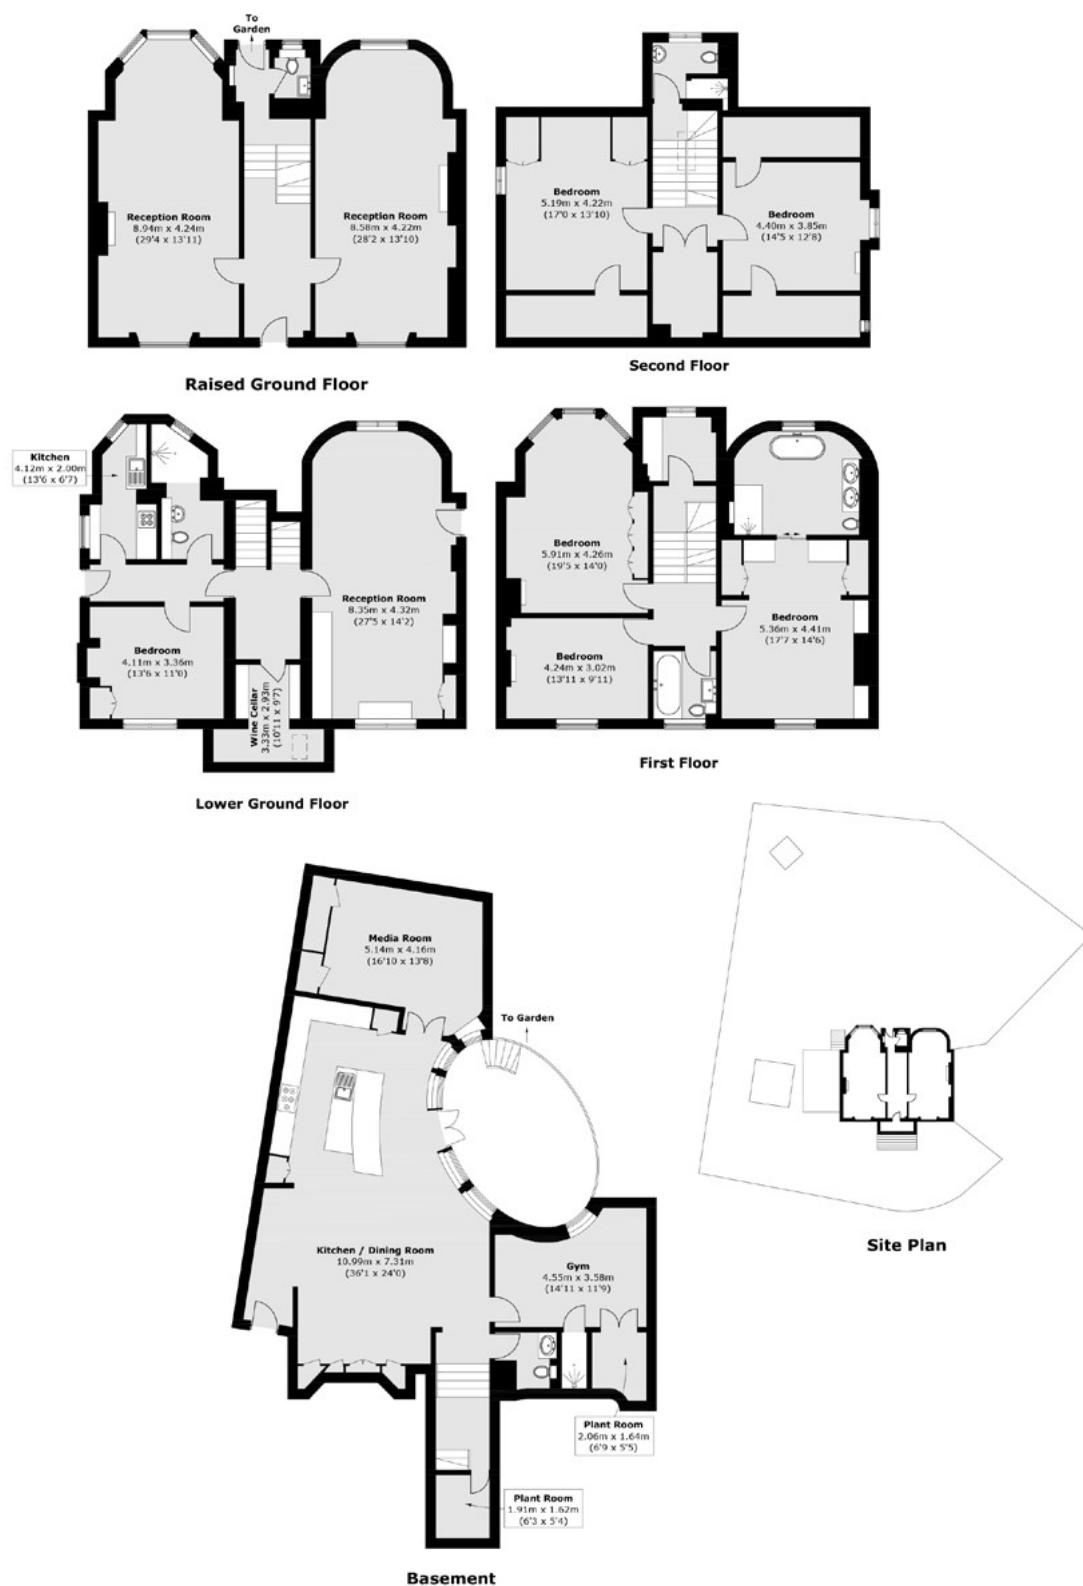 To
Garden
Reception Room
8.94m x 4.24m
(29'4 x 13'11)
Reception Room
8.58m x 4.22m
(28'2 x 13'10)
Raised Ground Floor
Bedroom
5.19m x 4.22m
(17'0 x 13'10)
Bedroom
4.40m x 3.85m
(14'5 x 12'8)
Second Floor
Kitchen
4.12m x 2.00m
(13'6 x 6'7)
Reception Room
8.35m x 4.32m
(27'5 x 14'2)
Bedroom
4.11m x 3.36m
(13'6 x 11'0)
Wine Cellar
3.33m x 2.93m
(10'11 x 9'7)
Lower Ground Floor
Bedroom
5.91m x 4.26m
(19'5 x 14'0)
Bedroom
5.36m x 4.41m
(17'7 x 14'6)
Bedroom
4.24m x 3.02m
(13'11 x 9'11)
First Floor
Media Room
5.14m x 4.16m
(16'10 x 13'8)
To Garden
Kitchen / Dining Room
10.99m x 7.31m
(36'1 x 24'0)
Gym
4.55m x 3.58m
(14'11 x 11'9)
Plant Room
2.06m x 1.64m
(6'9 x 5'5)
Plant Room
1.91m x 1.62m
(6'3 x 5'4)
Basement
Site Plan